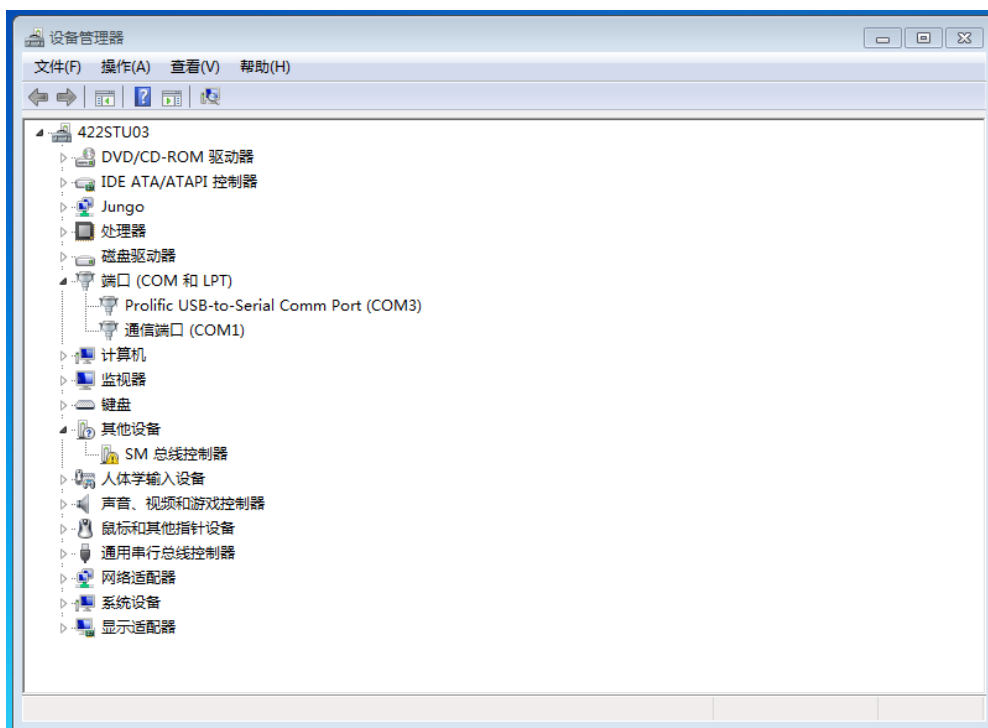 设备管理器
文件(F) 操作(A) 查看(V) 帮助(H)
422STU03
DVD/CD-ROM 驱动器
IDE ATA/ATAPI 控制器
Jungo
处理器
磁盘驱动器
端口 (COM 和 LPT)
Prolific USB-to-Serial Comm Port (COM3)
通信端口 (COM1)
计算机
监视器
键盘
其他设备
SM 总线控制器
人体学输入设备
声音、视频和游戏控制器
鼠标和其他指针设备
通用串行总线控制器
网络适配器
系统设备
显示适配器